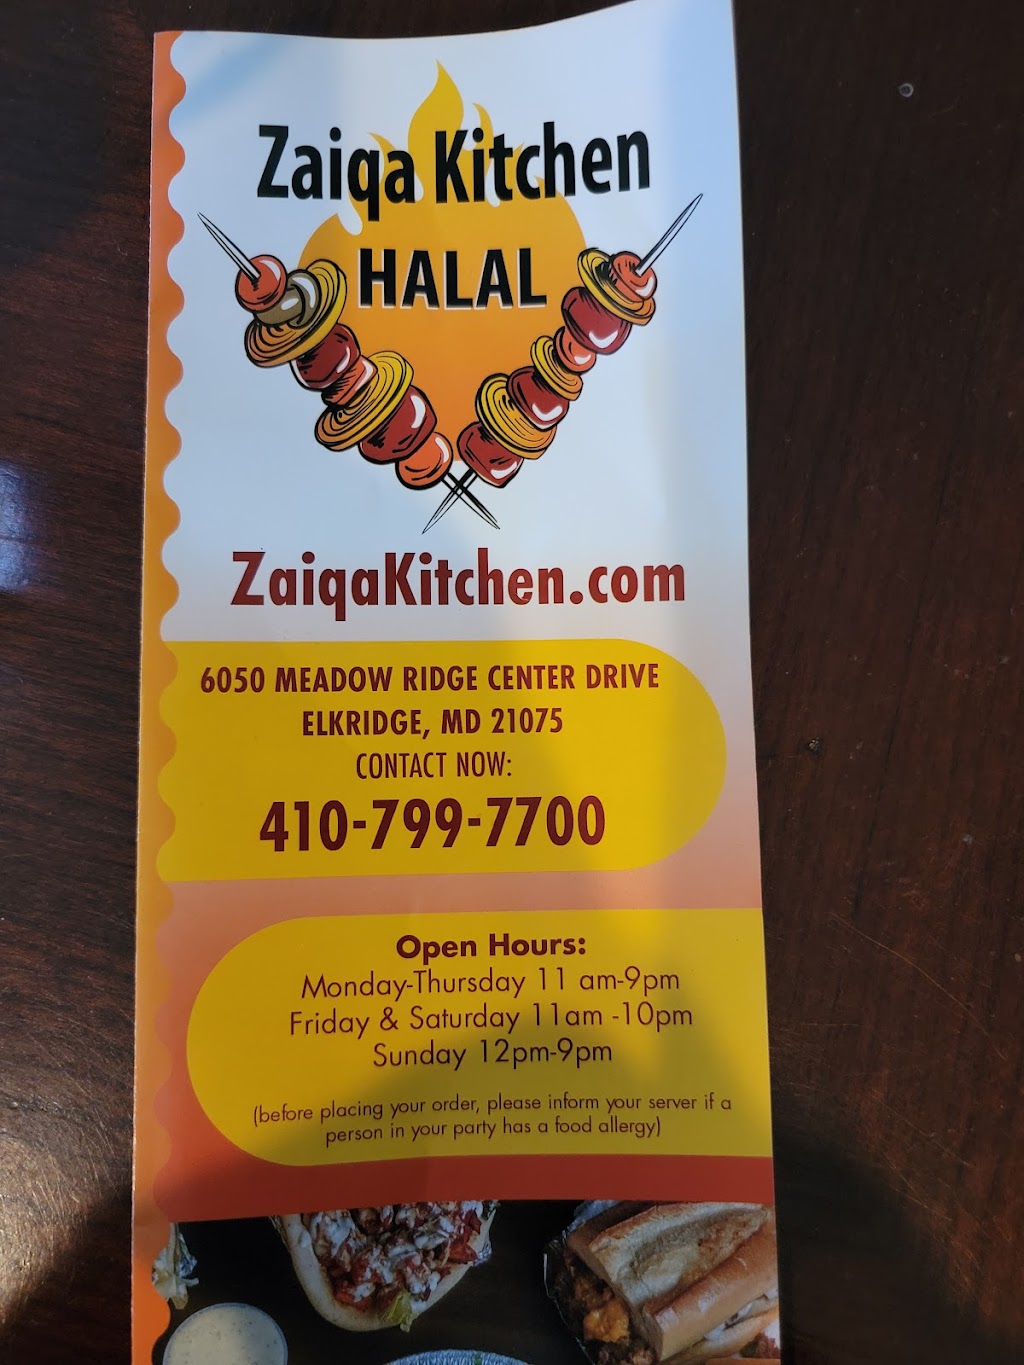 Zaiqa Kitchen
HALAL
ZaiqaKitchen.com
6050 MEADOW RIDGE CENTER DRIVE
ELKRIDGE, MD 21075
CONTACT NOW:
410-799-7700
Open Hours:
Monday-Thursday 11 am-9pm
Friday & Saturday 11am -10pm
Sunday 12pm-9pm
(before placing your order, please inform your server if a
person in your party has a food allergy)